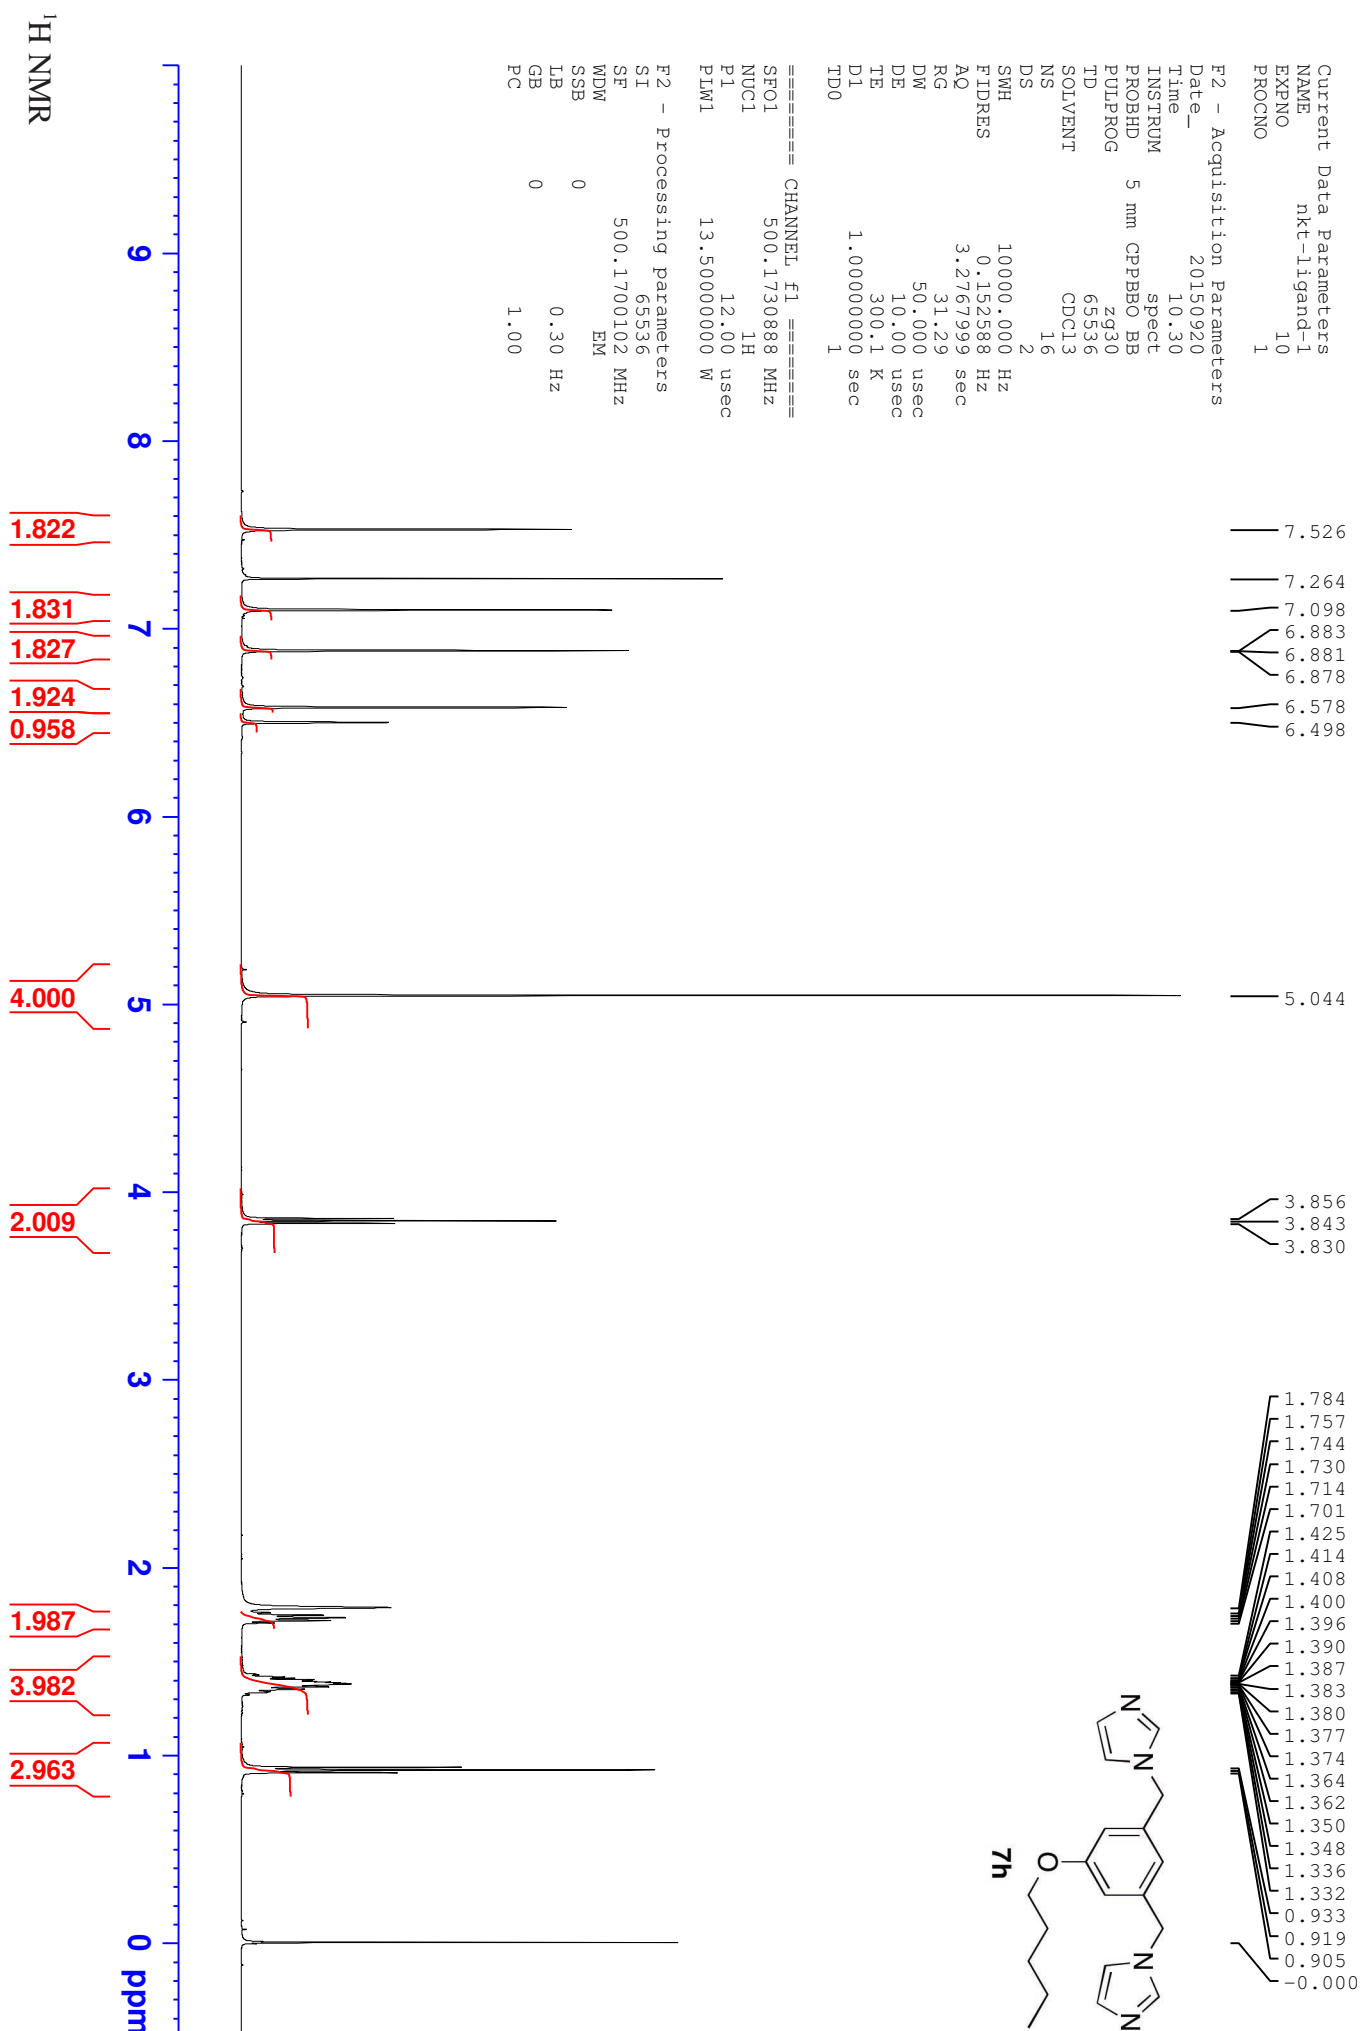 Current Data Parameters
NAME nkt-ligand-1
EXPNO 10
PROCNO 1
F2 - Acquisition Parameters
Date_ 20150920
Time 10.30
INSTRUM spect
PROBHD 5 mm CPPBBO BB
PULPROG zg30
TD 65536
SOLVENT CDCl3
NS 16
DS 2
SWH 10000.000 Hz
FIDRES 0.152588 Hz
AQ 3.2767999 sec
RG 31.29
DW 50.000 usec
DE 10.00 usec
TE 300.1 K
D1 1.00000000 sec
TD0 1
======== CHANNEL f1 ========
SFO1 500.1730888 MHz
NUC1 1H
P1 12.00 usec
PLW1 13.50000000 W
F2 - Processing parameters
SI 65536
SF 500.1700102 MHz
WDW EM
SSB 0
LB 0.30 Hz
GB 0
PC 1.00
7.526
7.264
7.098
6.883
6.881
6.878
6.578
6.498
5.044
3.856
3.843
3.830
1.784
1.757
1.744
1.730
1.714
1.701
1.425
1.414
1.408
1.400
1.396
1.390
1.387
1.383
1.380
1.377
1.374
1.364
1.362
1.350
1.348
1.336
1.332
0.933
0.919
0.905
-0.000
N N N N
O
7h
9 8 7 6 5 4 3 2 1 0 ppm
1.822
1.831
1.827
1.924
0.958
4.000
2.009
1.987
3.982
2.963
1H NMR